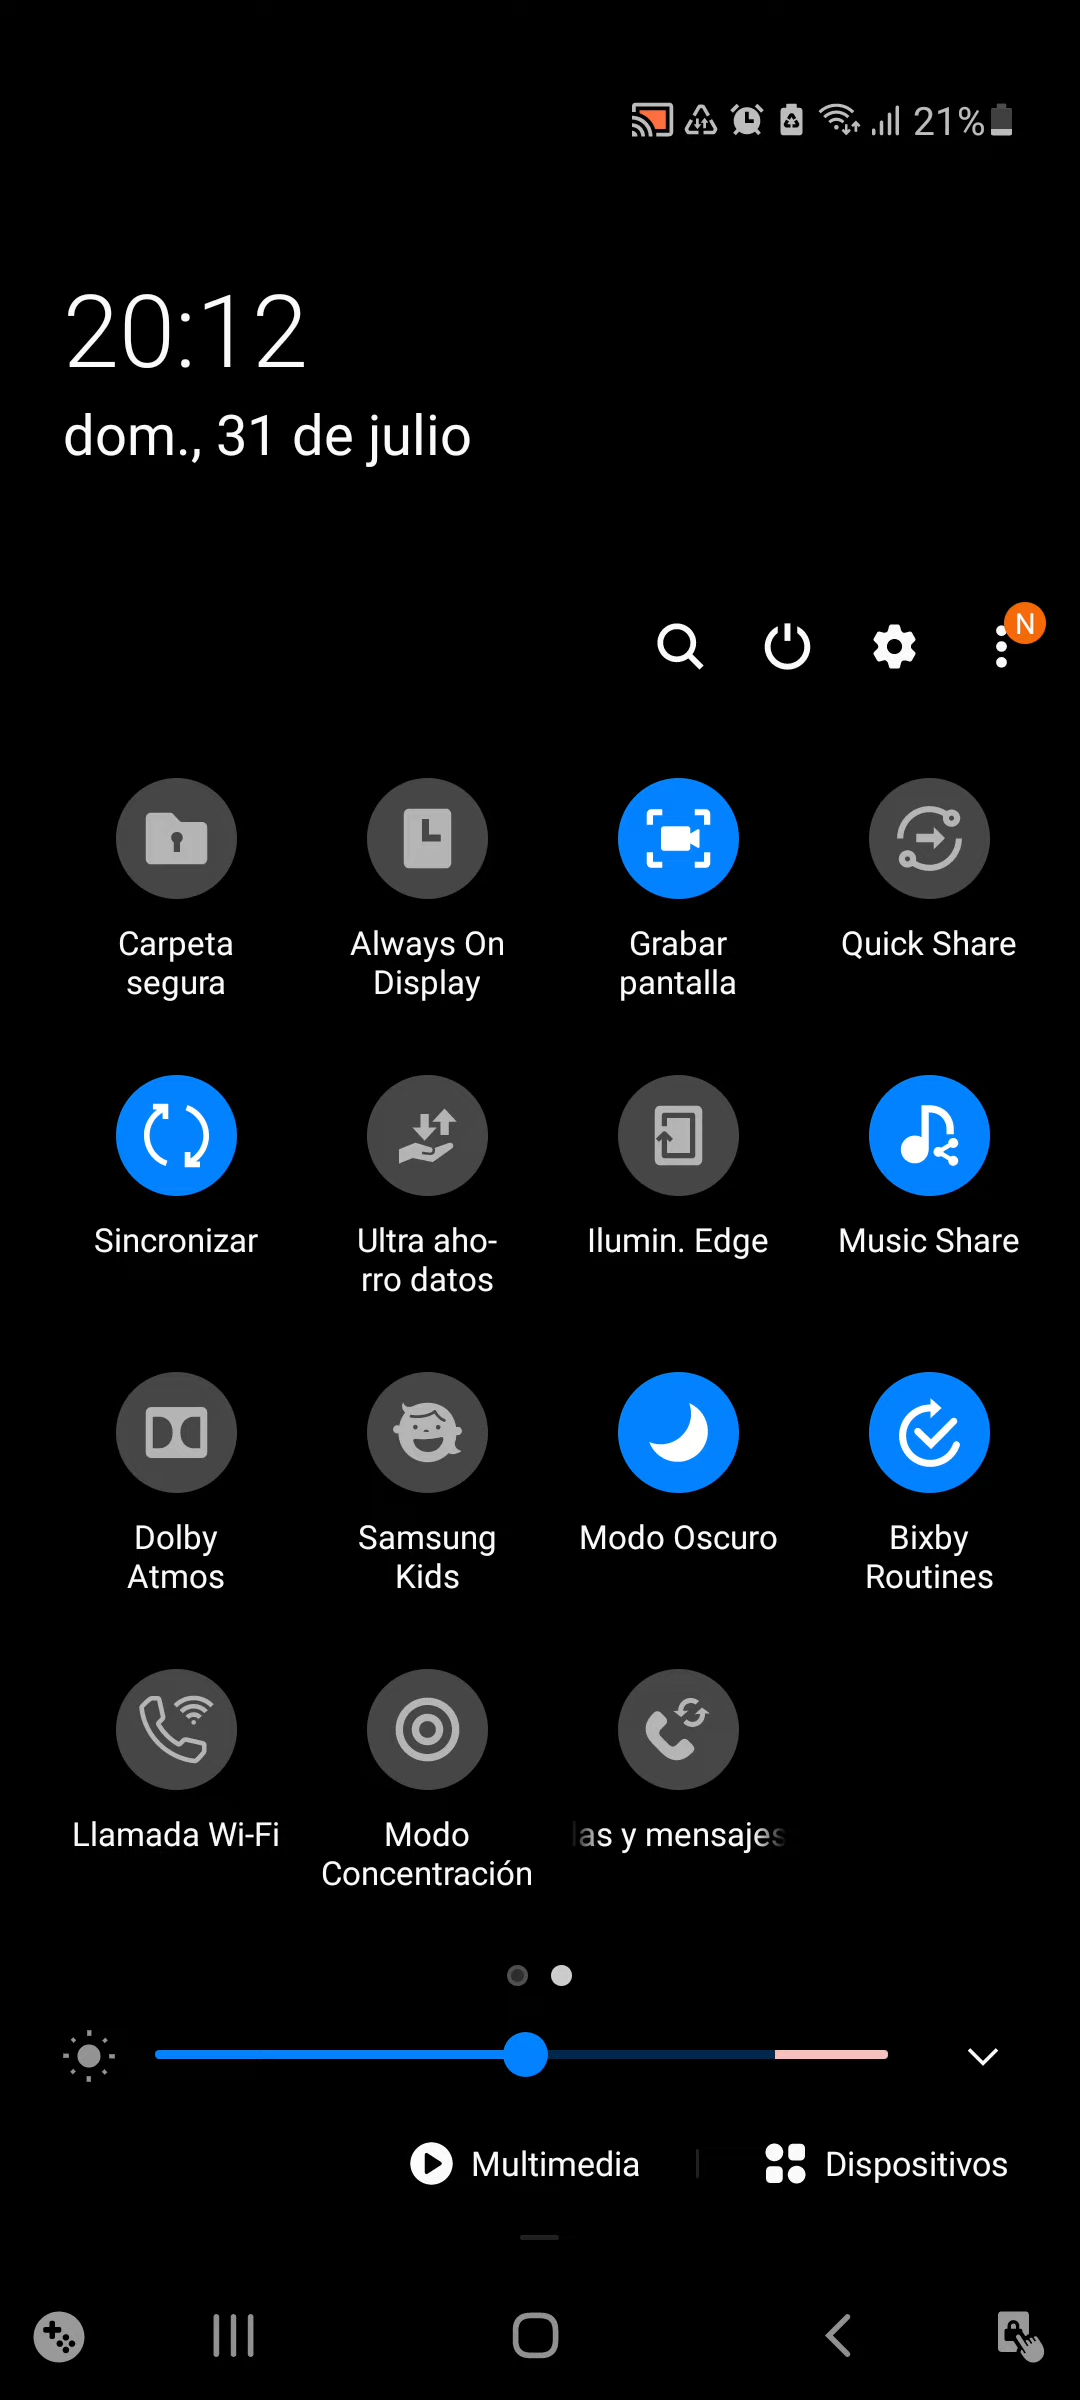 21%
20:12
dom., 31 de julio
N
Carpeta
segura
Always On
Display
Grabar
pantalla
Quick Share
Sincronizar
Ultra aho-
rro datos
Ilumin. Edge
Music Share
Dolby
Atmos
Samsung
Kids
Modo Oscuro
Bixby
Routines
Llamada Wi-Fi
Modo
Concentración
las y mensajes
Multimedia
Dispositivos